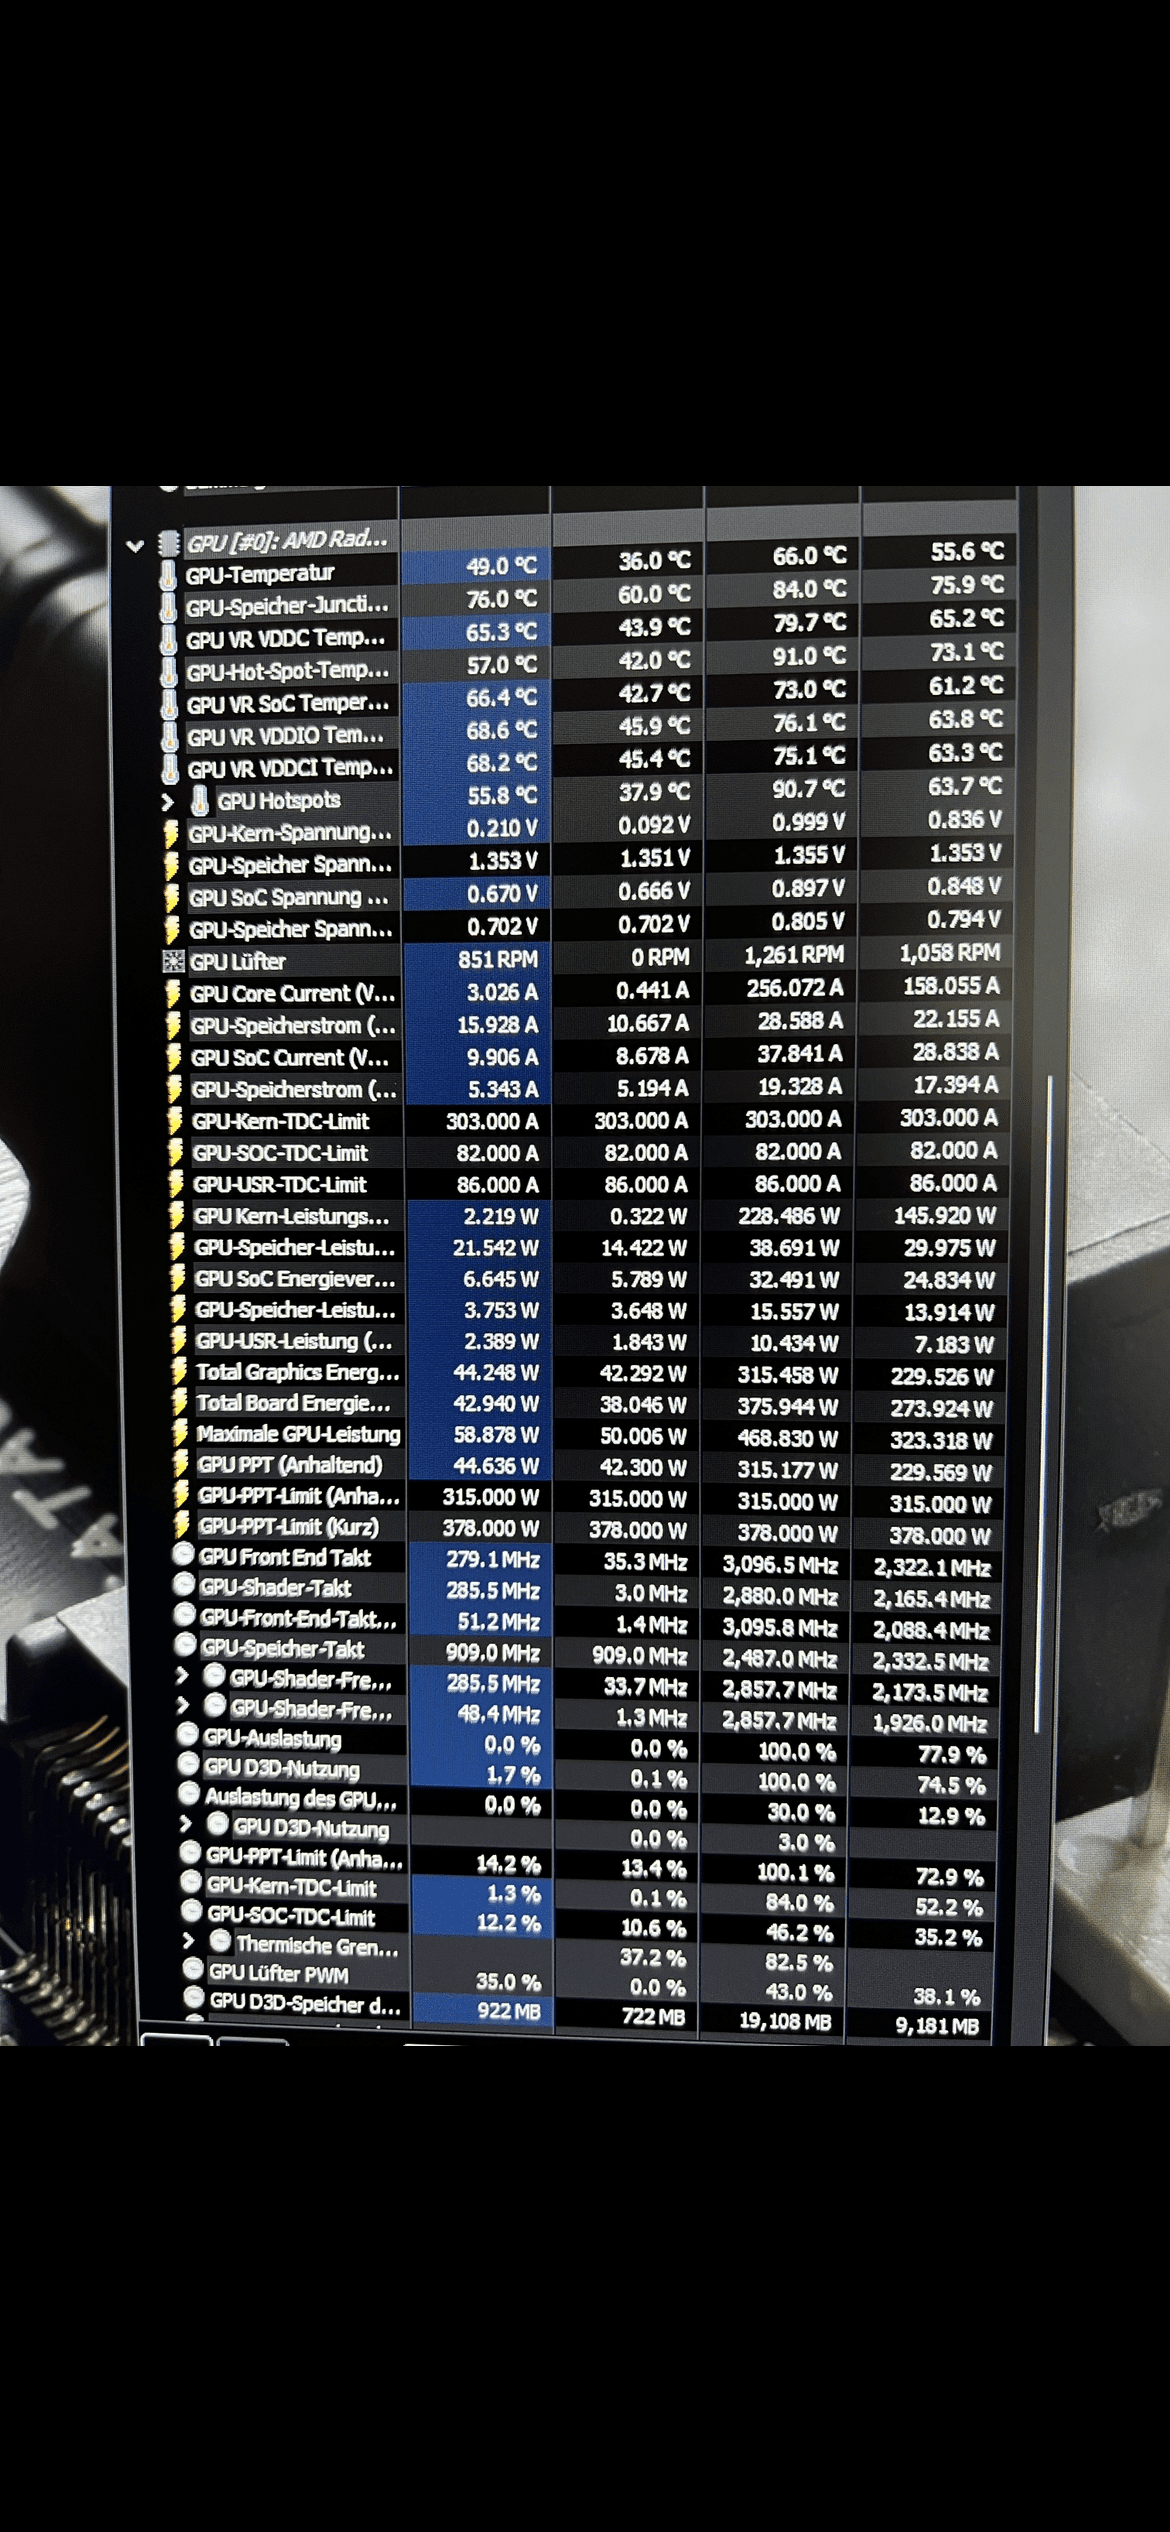 GPU [#0]: AMD Rad...
GPU-Temperatur 49.0 °C 36.0 °C 66.0 °C 55.6 °C
GPU-Speicher-Juncti... 76.0 °C 60.0 °C 84.0 °C 75.9 °C
GPU VR VDDC Temp... 65.3 °C 43.9 °C 79.7 °C 65.2 °C
GPU-Hot-Spot-Temp... 57.0 °C 42.0 °C 91.0 °C 73.1 °C
GPU VR SoC Temper... 66.4 °C 42.7 °C 73.0 °C 61.2 °C
GPU VR VDDIO Tem... 68.6 °C 45.9 °C 76.1 °C 63.8 °C
GPU VR VDDCI Temp... 68.2 °C 45.4 °C 75.1 °C 63.3 °C
GPU Hotspots 55.8 °C 37.9 °C 90.7 °C 63.7 °C
GPU-Kern-Spannung... 0.210 V 0.092 V 0.999 V 0.836 V
GPU-Speicher Spann... 1.353 V 1.351 V 1.355 V 1.353 V
GPU SoC Spannung ... 0.670 V 0.666 V 0.897 V 0.848 V
GPU-Speicher Spann... 0.702 V 0.702 V 0.805 V 0.794 V
GPU Lüfter 851 RPM 0 RPM 1,261 RPM 1,058 RPM
GPU Core Current (V... 3.026 A 0.441 A 256.072 A 158.055 A
GPU-Speicherstrom (... 15.928 A 10.667 A 28.588 A 22.155 A
GPU SoC Current (V... 9.906 A 8.678 A 37.841 A 28.838 A
GPU-Speicherstrom (... 5.343 A 5.194 A 19.328 A 17.394 A
GPU-Kern-TDC-Limit 303.000 A 303.000 A 303.000 A 303.000 A
GPU-SOC-TDC-Limit 82.000 A 82.000 A 82.000 A 82.000 A
GPU-USR-TDC-Limit 86.000 A 86.000 A 86.000 A 86.000 A
GPU Kern-Leistungs... 2.219 W 0.322 W 228.486 W 145.920 W
GPU-Speicher-Leistu... 21.542 W 14.422 W 38.691 W 29.975 W
GPU SoC Energiever... 6.645 W 5.789 W 32.491 W 24.834 W
GPU-Speicher-Leistu... 3.753 W 3.648 W 15.557 W 13.914 W
GPU-USR-Leistung (... 2.389 W 1.843 W 10.434 W 7.183 W
Total Graphics Energ... 44.248 W 42.292 W 315.458 W 229.526 W
Total Board Energie... 42.940 W 38.046 W 375.944 W 273.924 W
Maximale GPU-Leistung 58.878 W 50.006 W 468.830 W 323.318 W
GPU PPT (Anhaltend) 44.636 W 42.300 W 315.177 W 229.569 W
GPU-PPT-Limit (Anha... 315.000 W 315.000 W 315.000 W 315.000 W
GPU-PPT-Limit (Kurz) 378.000 W 378.000 W 378.000 W 378.000 W
GPU Front End Takt 279.1 MHz 35.3 MHz 3,096.5 MHz 2,322.1 MHz
GPU-Shader-Takt 285.5 MHz 3.0 MHz 2,880.0 MHz 2,165.4 MHz
GPU-Front-End-Takt... 51.2 MHz 1.4 MHz 3,095.8 MHz 2,088.4 MHz
GPU-Speicher-Takt 909.0 MHz 909.0 MHz 2,487.0 MHz 2,332.5 MHz
GPU-Shader-Fre... 285.5 MHz 33.7 MHz 2,857.7 MHz 2,173.5 MHz
GPU-Shader-Fre... 48.4 MHz 1.3 MHz 2,857.7 MHz 1,926.0 MHz
GPU-Auslastung 0.0 % 0.0 % 100.0 % 77.9 %
GPU D3D-Nutzung 1.7 % 0.1 % 100.0 % 74.5 %
Auslastung des GPU... 0.0 % 0.0 % 30.0 % 12.9 %
GPU D3D-Nutzung 0.0 % 3.0 %
GPU-PPT-Limit (Anha... 14.2 % 13.4 % 100.1 % 72.9 %
GPU-Kern-TDC-Limit 1.3 % 0.1 % 84.0 % 52.2 %
GPU-SOC-TDC-Limit 12.2 % 10.6 % 46.2 % 35.2 %
Thermische Gren... 37.2 % 82.5 %
GPU Lüfter PWM 35.0 % 0.0 % 43.0 % 38.1 %
GPU D3D-Speicher d... 922 MB 722 MB 19,108 MB 9,181 MB